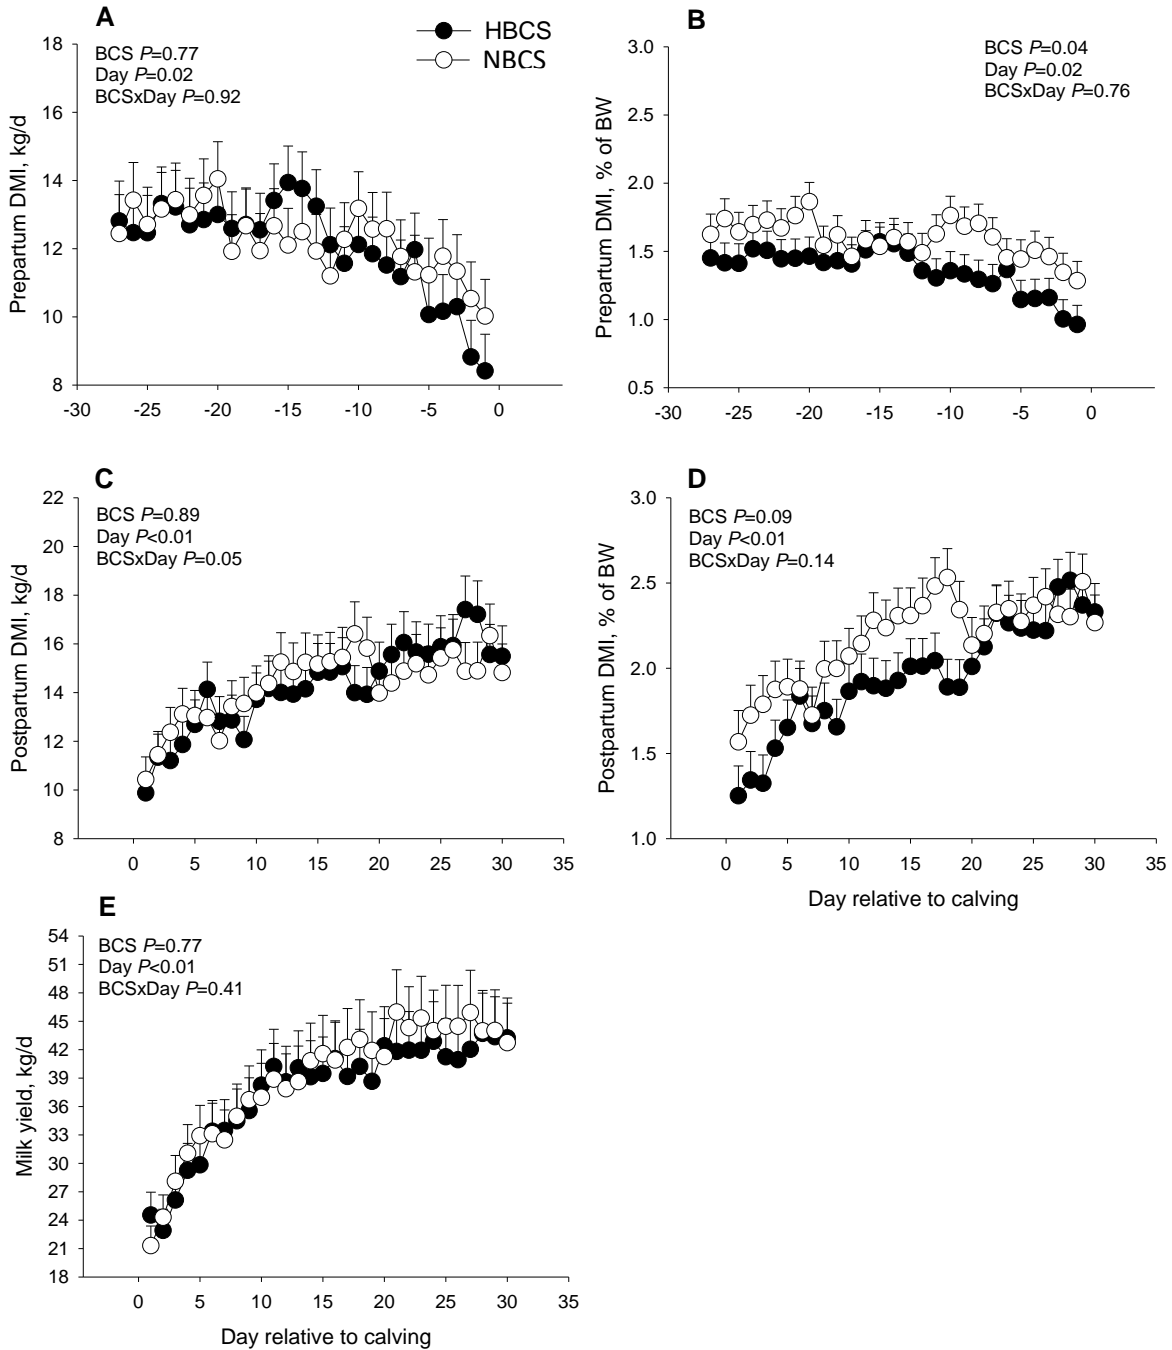 A
HBCS
NBCS
BCS P=0.77
Day P=0.02
BCSxDay P=0.92
Prepartum DMI, kg/d
18
16
14
12
10
8
-30 -25 -20 -15 -10 -5 0
B
BCS P=0.04
Day P=0.02
BCSxDay P=0.76
Prepartum DMI, % of BW
3.0
2.5
2.0
1.5
1.0
0.5
-30 -25 -20 -15 -10 -5 0
C
BCS P=0.89
Day P<0.01
BCSxDay P=0.05
Postpartum DMI, kg/d
22
20
18
16
14
12
10
8
0 5 10 15 20 25 30 35
D
BCS P=0.09
Day P<0.01
BCSxDay P=0.14
Postpartum DMI, % of BW
3.0
2.5
2.0
1.5
1.0
0 5 10 15 20 25 30 35
Day relative to calving
E
BCS P=0.77
Day P<0.01
BCSxDay P=0.41
Milk yield, kg/d
54
51
48
45
42
39
36
33
30
27
24
21
18
0 5 10 15 20 25 30 35
Day relative to calving